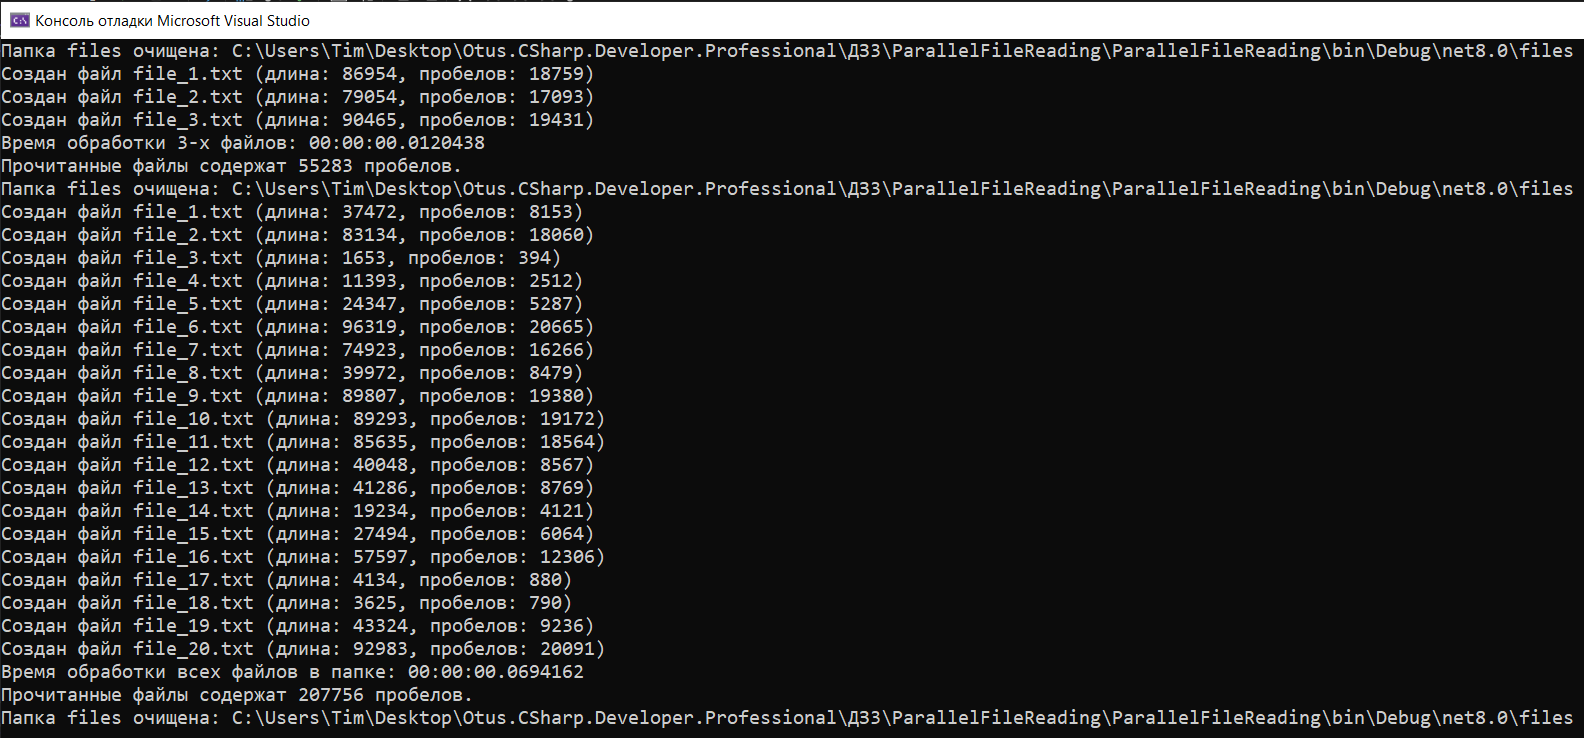 Консоль отладки Microsoft Visual Studio
Папка files очищена: C:\Users\Tim\Desktop\Otus.CSharp.Developer.Professional\ДЗ3\ParallelFileReading\ParallelFileReading\bin\Debug\net8.0\files
Создан файл file_1.txt (длина: 86954, пробелов: 18759)
Создан файл file_2.txt (длина: 79054, пробелов: 17093)
Создан файл file_3.txt (длина: 90465, пробелов: 19431)
Время обработки 3-х файлов: 00:00:00.0120438
Прочитанные файлы содержат 55283 пробелов.
Папка files очищена: C:\Users\Tim\Desktop\Otus.CSharp.Developer.Professional\ДЗ3\ParallelFileReading\ParallelFileReading\bin\Debug\net8.0\files
Создан файл file_1.txt (длина: 37472, пробелов: 8153)
Создан файл file_2.txt (длина: 83134, пробелов: 18060)
Создан файл file_3.txt (длина: 1653, пробелов: 394)
Создан файл file_4.txt (длина: 11393, пробелов: 2512)
Создан файл file_5.txt (длина: 24347, пробелов: 5287)
Создан файл file_6.txt (длина: 96319, пробелов: 20665)
Создан файл file_7.txt (длина: 74923, пробелов: 16266)
Создан файл file_8.txt (длина: 39972, пробелов: 8479)
Создан файл file_9.txt (длина: 89807, пробелов: 19380)
Создан файл file_10.txt (длина: 89293, пробелов: 19172)
Создан файл file_11.txt (длина: 85635, пробелов: 18564)
Создан файл file_12.txt (длина: 40048, пробелов: 8567)
Создан файл file_13.txt (длина: 41286, пробелов: 8769)
Создан файл file_14.txt (длина: 19234, пробелов: 4121)
Создан файл file_15.txt (длина: 27494, пробелов: 6064)
Создан файл file_16.txt (длина: 57597, пробелов: 12306)
Создан файл file_17.txt (длина: 4134, пробелов: 880)
Создан файл file_18.txt (длина: 3625, пробелов: 790)
Создан файл file_19.txt (длина: 43324, пробелов: 9236)
Создан файл file_20.txt (длина: 92983, пробелов: 20091)
Время обработки всех файлов в папке: 00:00:00.0694162
Прочитанные файлы содержат 207756 пробелов.
Папка files очищена: C:\Users\Tim\Desktop\Otus.CSharp.Developer.Professional\ДЗ3\ParallelFileReading\ParallelFileReading\bin\Debug\net8.0\files